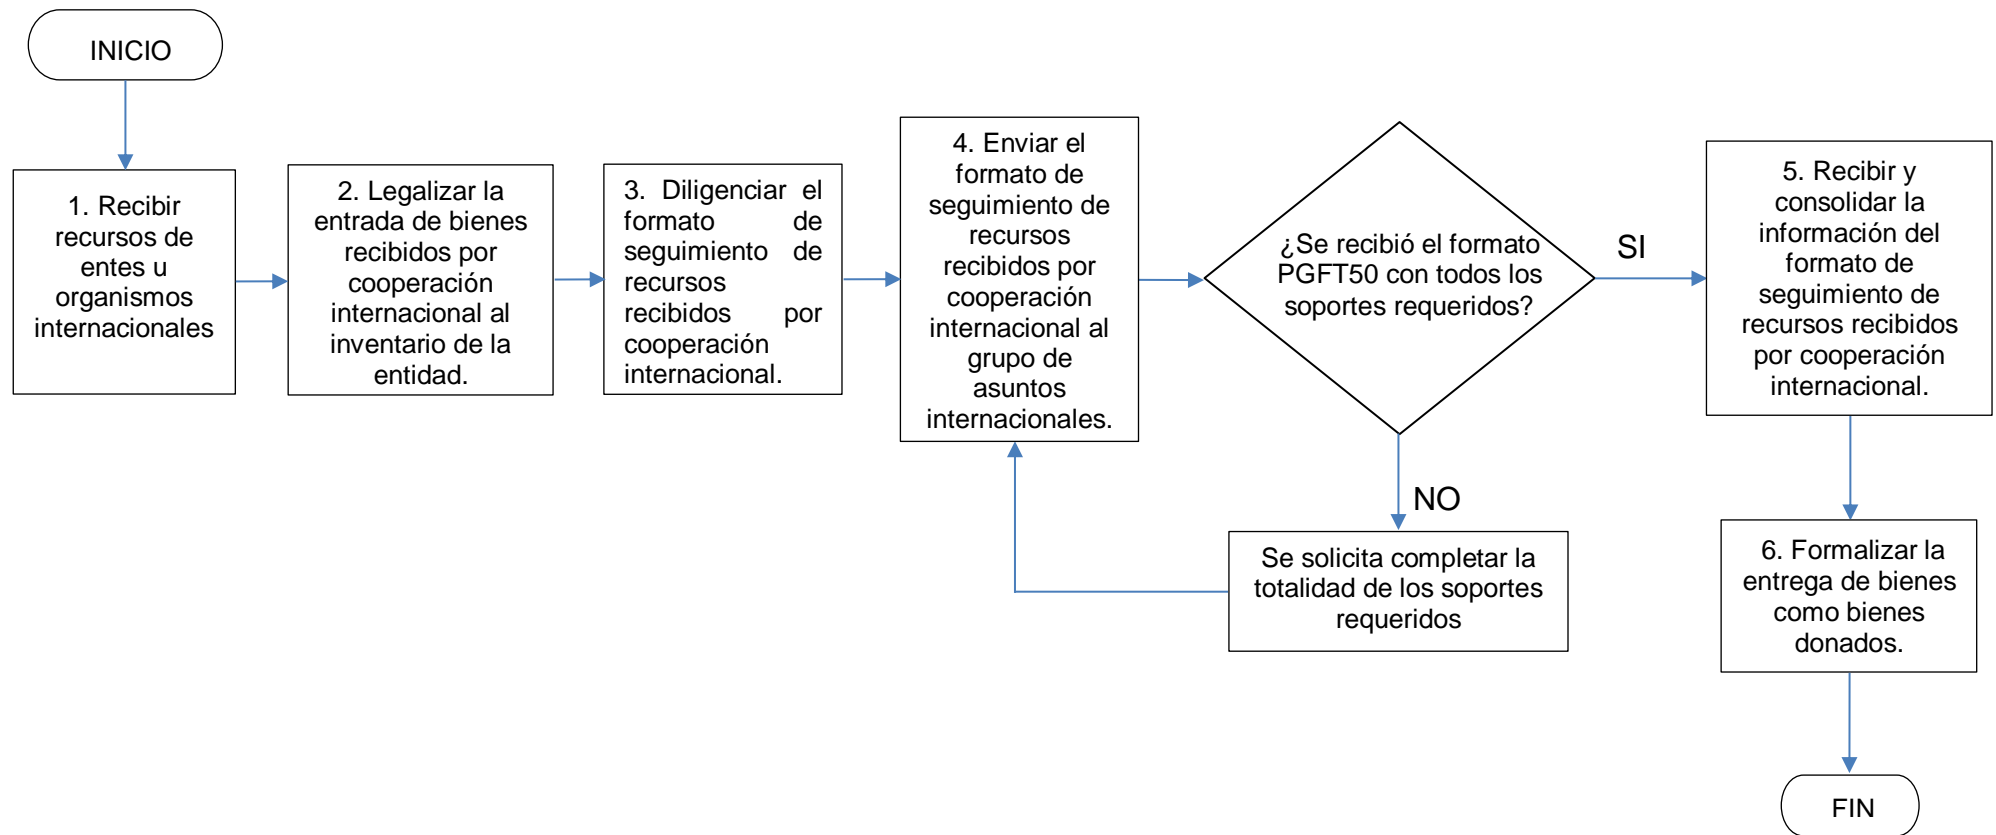 INICIO
1. Recibir
recursos de
entes u
organismos
internacionales
2. Legalizar la
entrada de bienes
recibidos por
cooperación
internacional al
inventario de la
entidad.
3. Diligenciar el
formato de
seguimiento de
recursos
recibidos por
cooperación
internacional.
4. Enviar el
formato de
seguimiento de
recursos
recibidos por
cooperación
internacional al
grupo de
asuntos
internacionales.
¿Se recibió el formato
PGFT50 con todos los
soportes requeridos?
SI
NO
Se solicita completar la
totalidad de los soportes
requeridos
5. Recibir y
consolidar la
información del
formato de
seguimiento de
recursos recibidos
por cooperación
internacional.
6. Formalizar la
entrega de bienes
como bienes
donados.
FIN